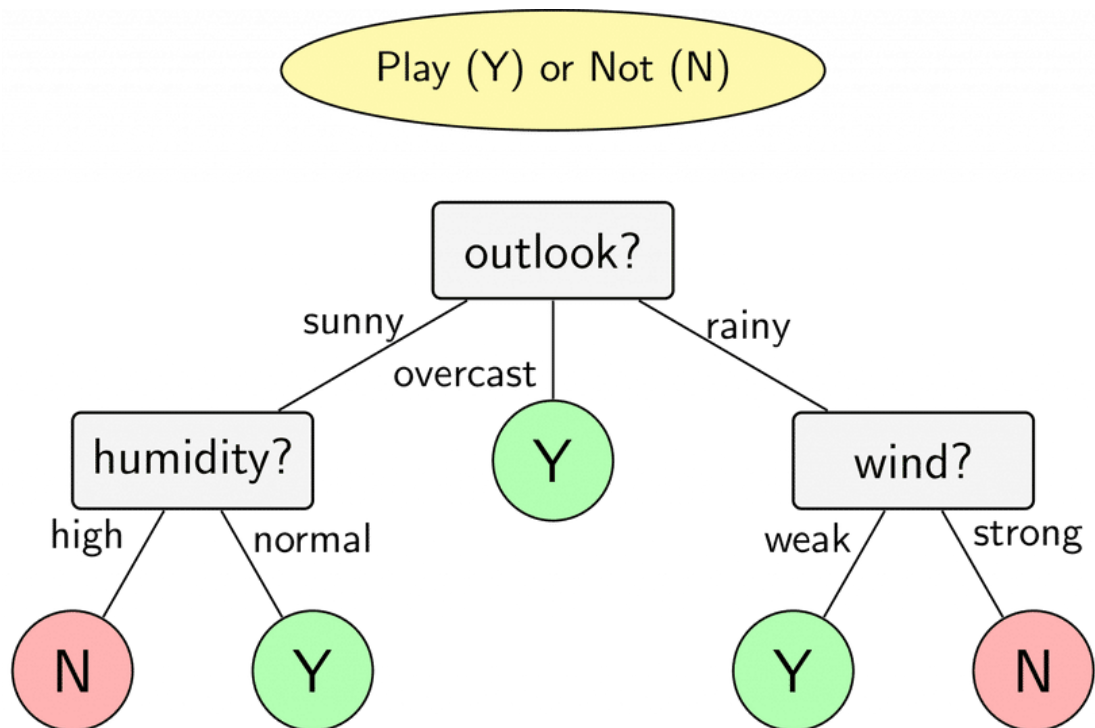 Play (Y) or Not (N)
outlook?
sunny
rainy
overcast
humidity?
Y
wind?
high
normal
weak
strong
N
Y
Y
N